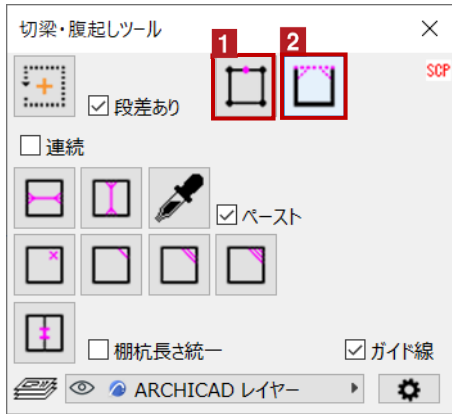 切梁・腹起しツール
1
2
SCP
段差あり
連続
ペースト
棚杭長さ統一
ガイド線
ARCHICAD レイヤー